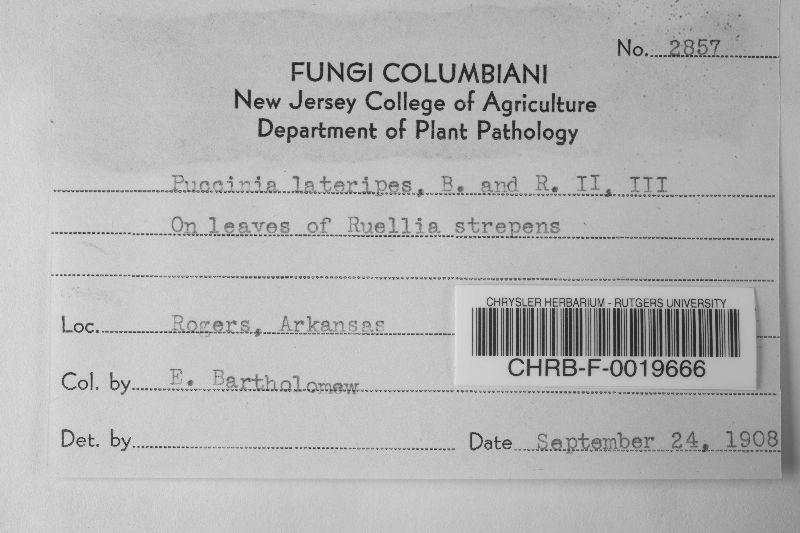 No. 2857
FUNGI COLUMBIANI
New Jersey College of Agriculture
Department of Plant Pathology
Puccinia lateripes, B. and R. II, III
On leaves of Ruellia strepens
CHRYSLER HERBARIUM - RUTGERS UNIVERSITY
Loc. Rogers, Arkansas
CHRB-F-0019666
Col. by E. Bartholomew
Det. by
Date September 24, 1908